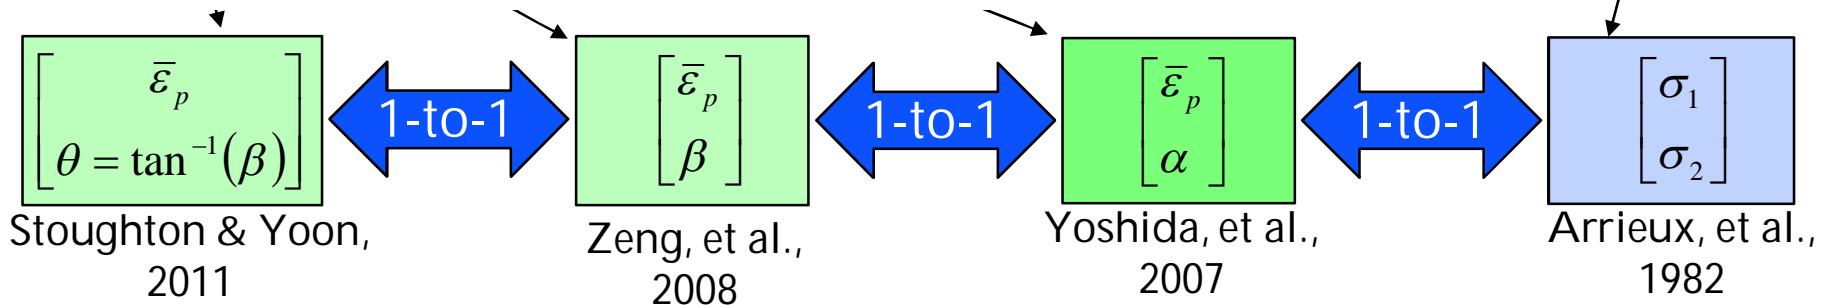 ε̅ₚ
θ = tan⁻¹(β)
1-to-1
ε̅ₚ
β
1-to-1
ε̅ₚ
α
1-to-1
σ₁
σ₂
Stoughton & Yoon,
2011
Zeng, et al.,
2008
Yoshida, et al.,
2007
Arrieux, et al.,
1982